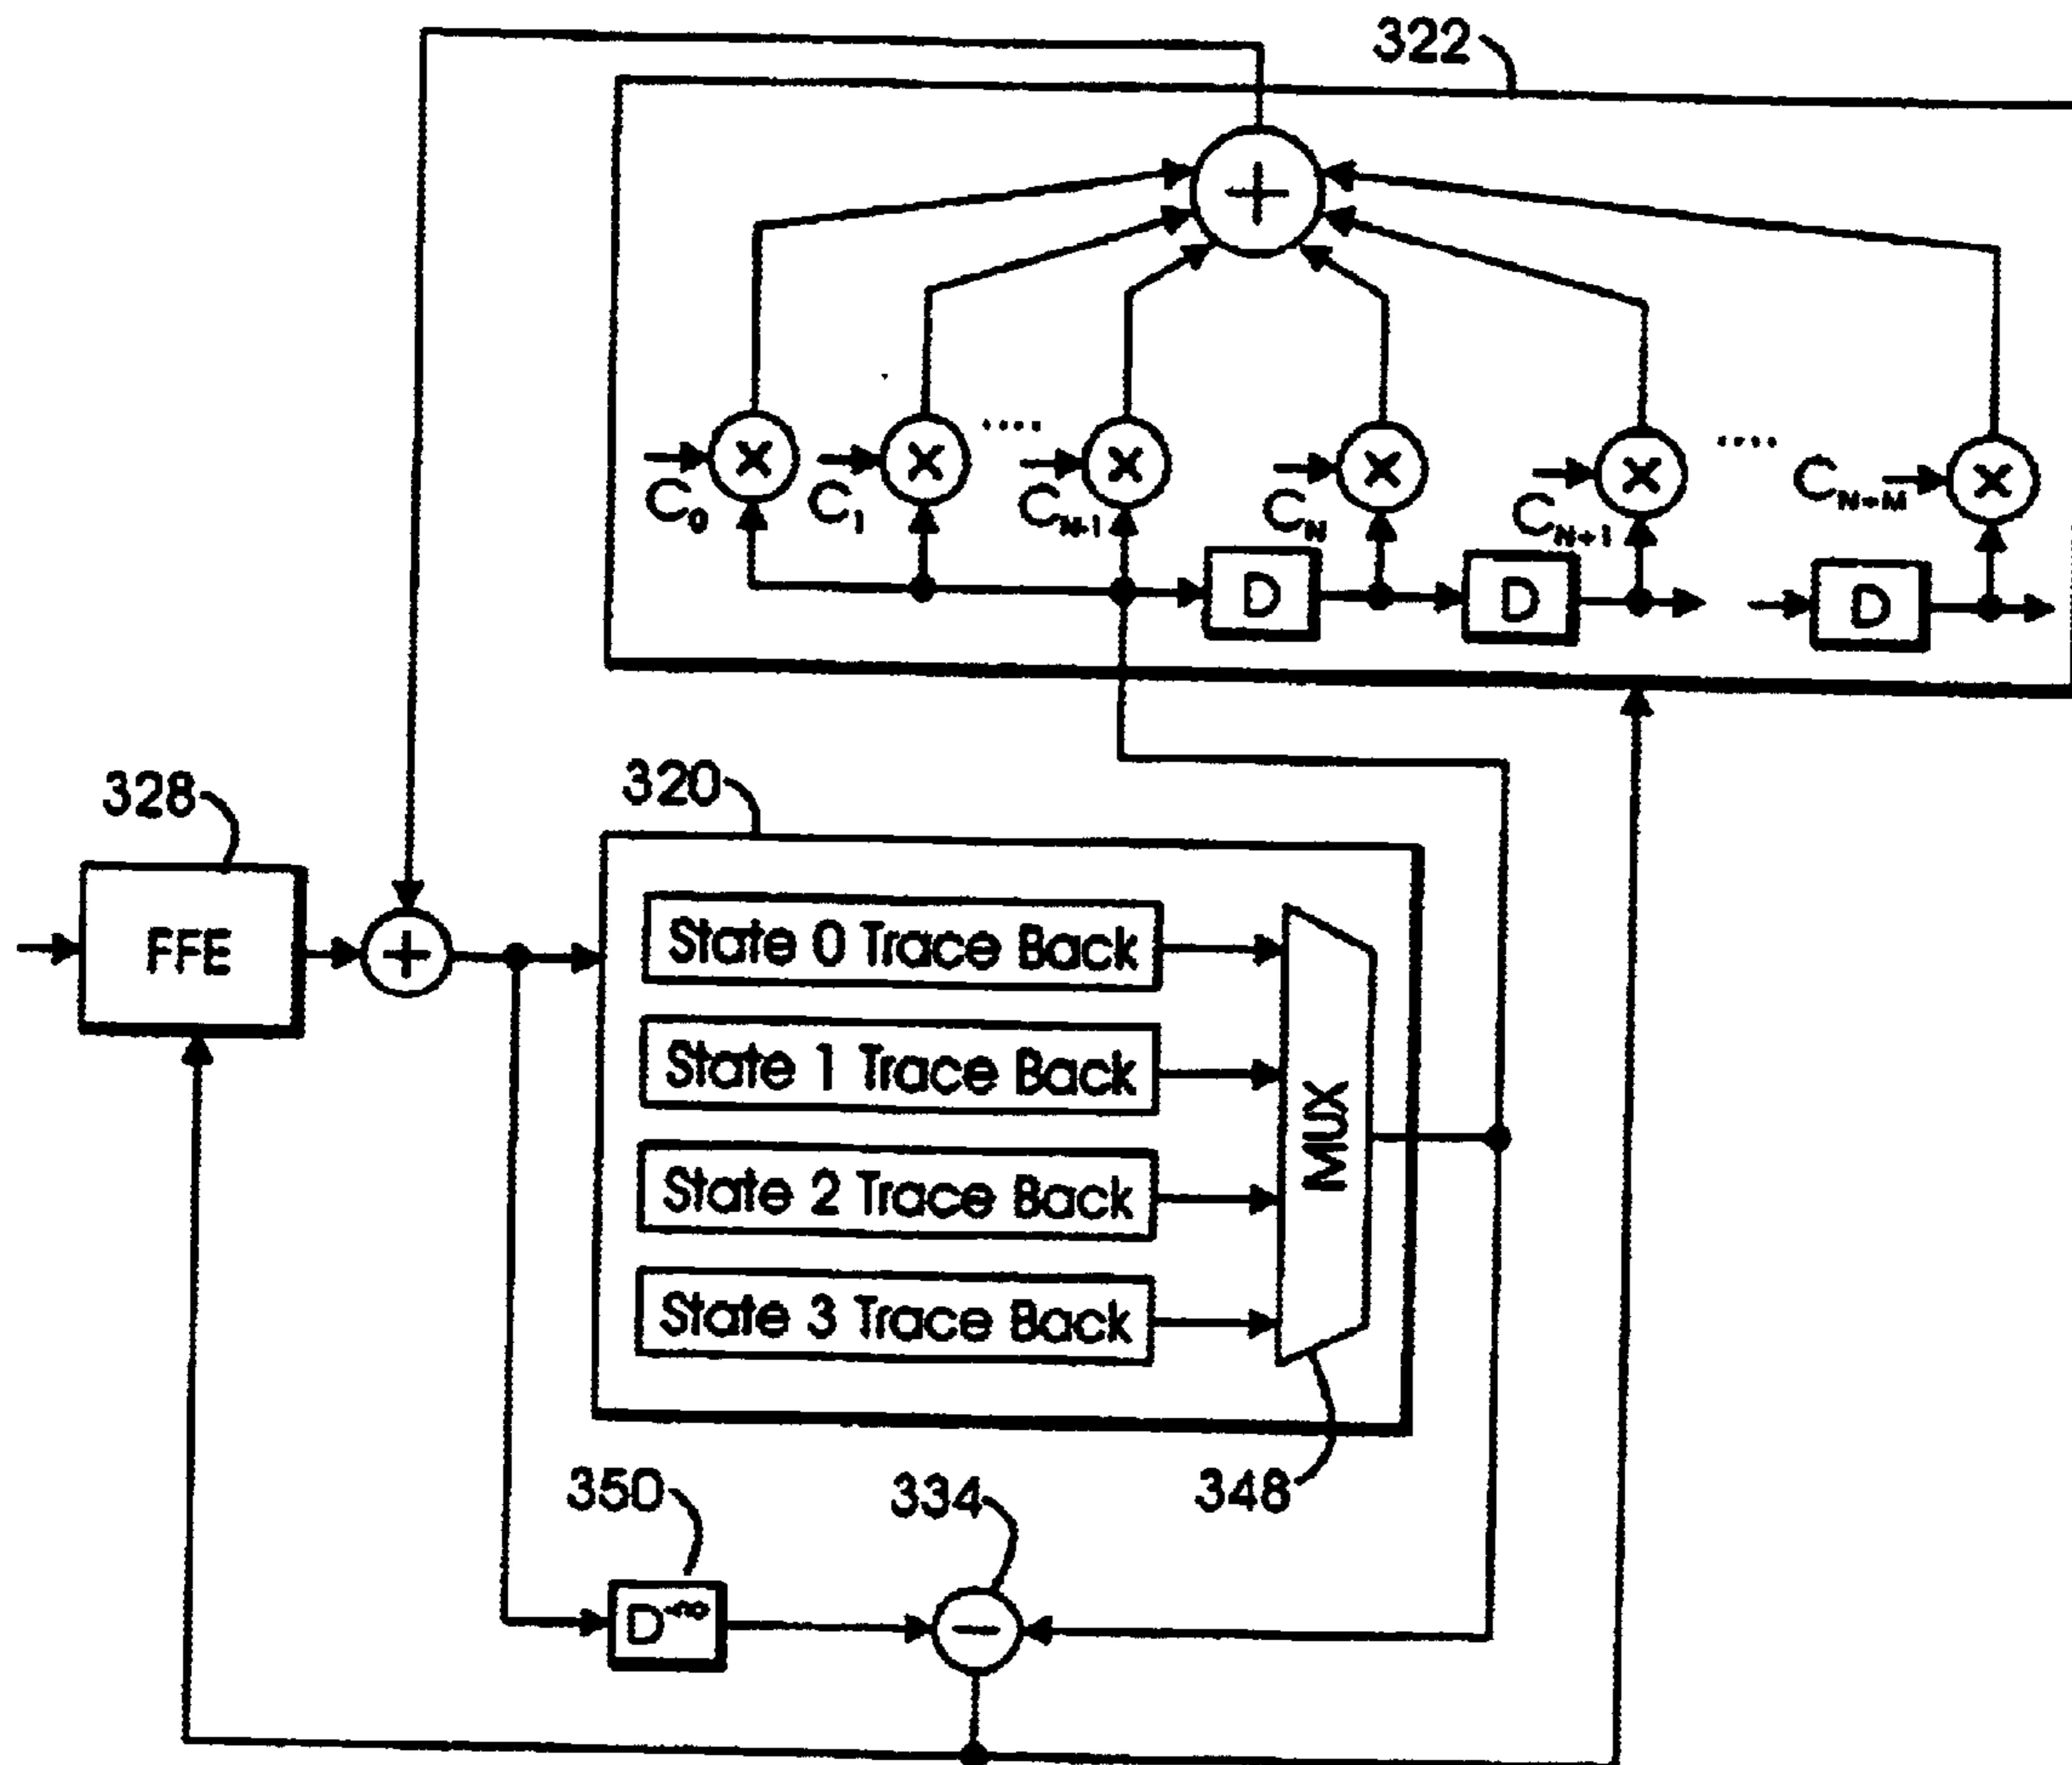 322
+
X X .... X X X ....
C0 C1 CN-1 CN CN+1 CN+M
D D D
328
320
FFE
+
State 0 Trace Back
State 1 Trace Back
State 2 Trace Back
State 3 Trace Back
MUX
350
334
348
D
−